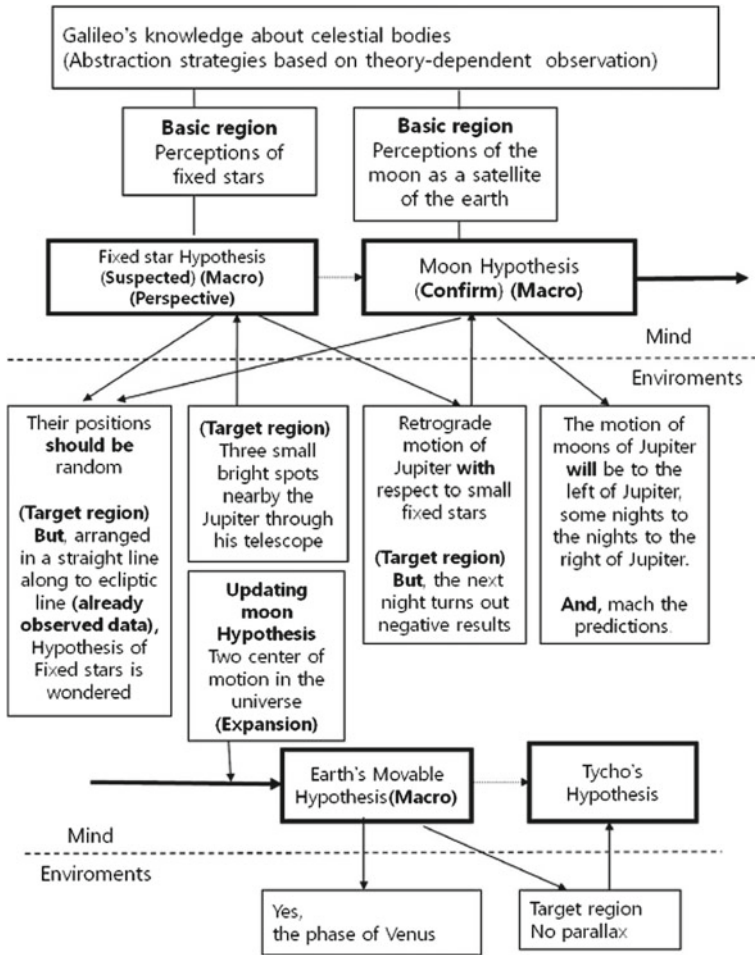 Galileo's knowledge about celestial bodies
(Abstraction strategies based on theory-dependent observation)
Basic region
Perceptions of
fixed stars
Basic region
Perceptions of the
moon as a satellite
of the earth
Fixed star Hypothesis
(Suspected) (Macro)
(Perspective)
Moon Hypothesis
(Confirm) (Macro)
Mind
Enviroments
Their positions
should be
random
(Target region)
But, arranged
in a straight line
along to ecliptic
line (already
observed data),
Hypothesis of
Fixed stars is
wondered
(Target region)
Three small
bright spots
nearby the
Jupiter through
his telescope
Updating
moon
Hypothesis
Two center of
motion in the
universe
(Expansion)
Retrograde
motion of
Jupiter with
respect to small
fixed stars
(Target region)
But, the next
night turns out
negative results
The motion of
moons of Jupiter
will be to the
left of Jupiter,
some nights to
the nights to the
right of Jupiter.
And, mach the
predictions.
Earth's Movable
Hypothesis(Macro)
Tycho's
Hypothesis
Mind
Enviroments
Yes,
the phase of Venus
Target region
No parallax